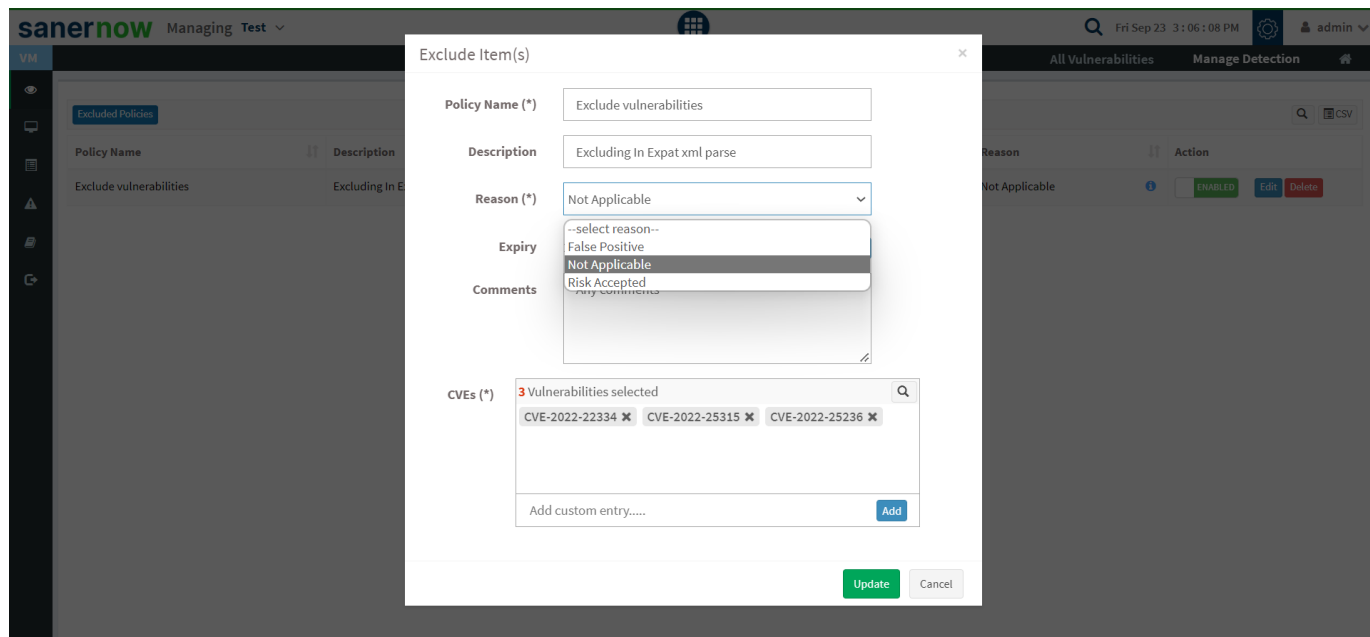 sanernow Managing Test Fri Sep 23 3 : 06 : 08 PM admin
VM All Vulnerabilities Manage Detection
Exclude Item(s) ×
Policy Name (*) Exclude vulnerabilities
Description Excluding In Expat xml parse
Reason (*) Not Applicable
--select reason--
False Positive
Not Applicable
Risk Accepted
Expiry
Comments Any comments
CVEs (*) 3 Vulnerabilities selected
CVE-2022-22334 ✖ CVE-2022-25315 ✖ CVE-2022-25236 ✖
Add custom entry..... Add
Update Cancel
Excluded Policies CSV
Policy Name Description Reason Action
Exclude vulnerabilities Excluding In E Not Applicable ENABLED Edit Delete